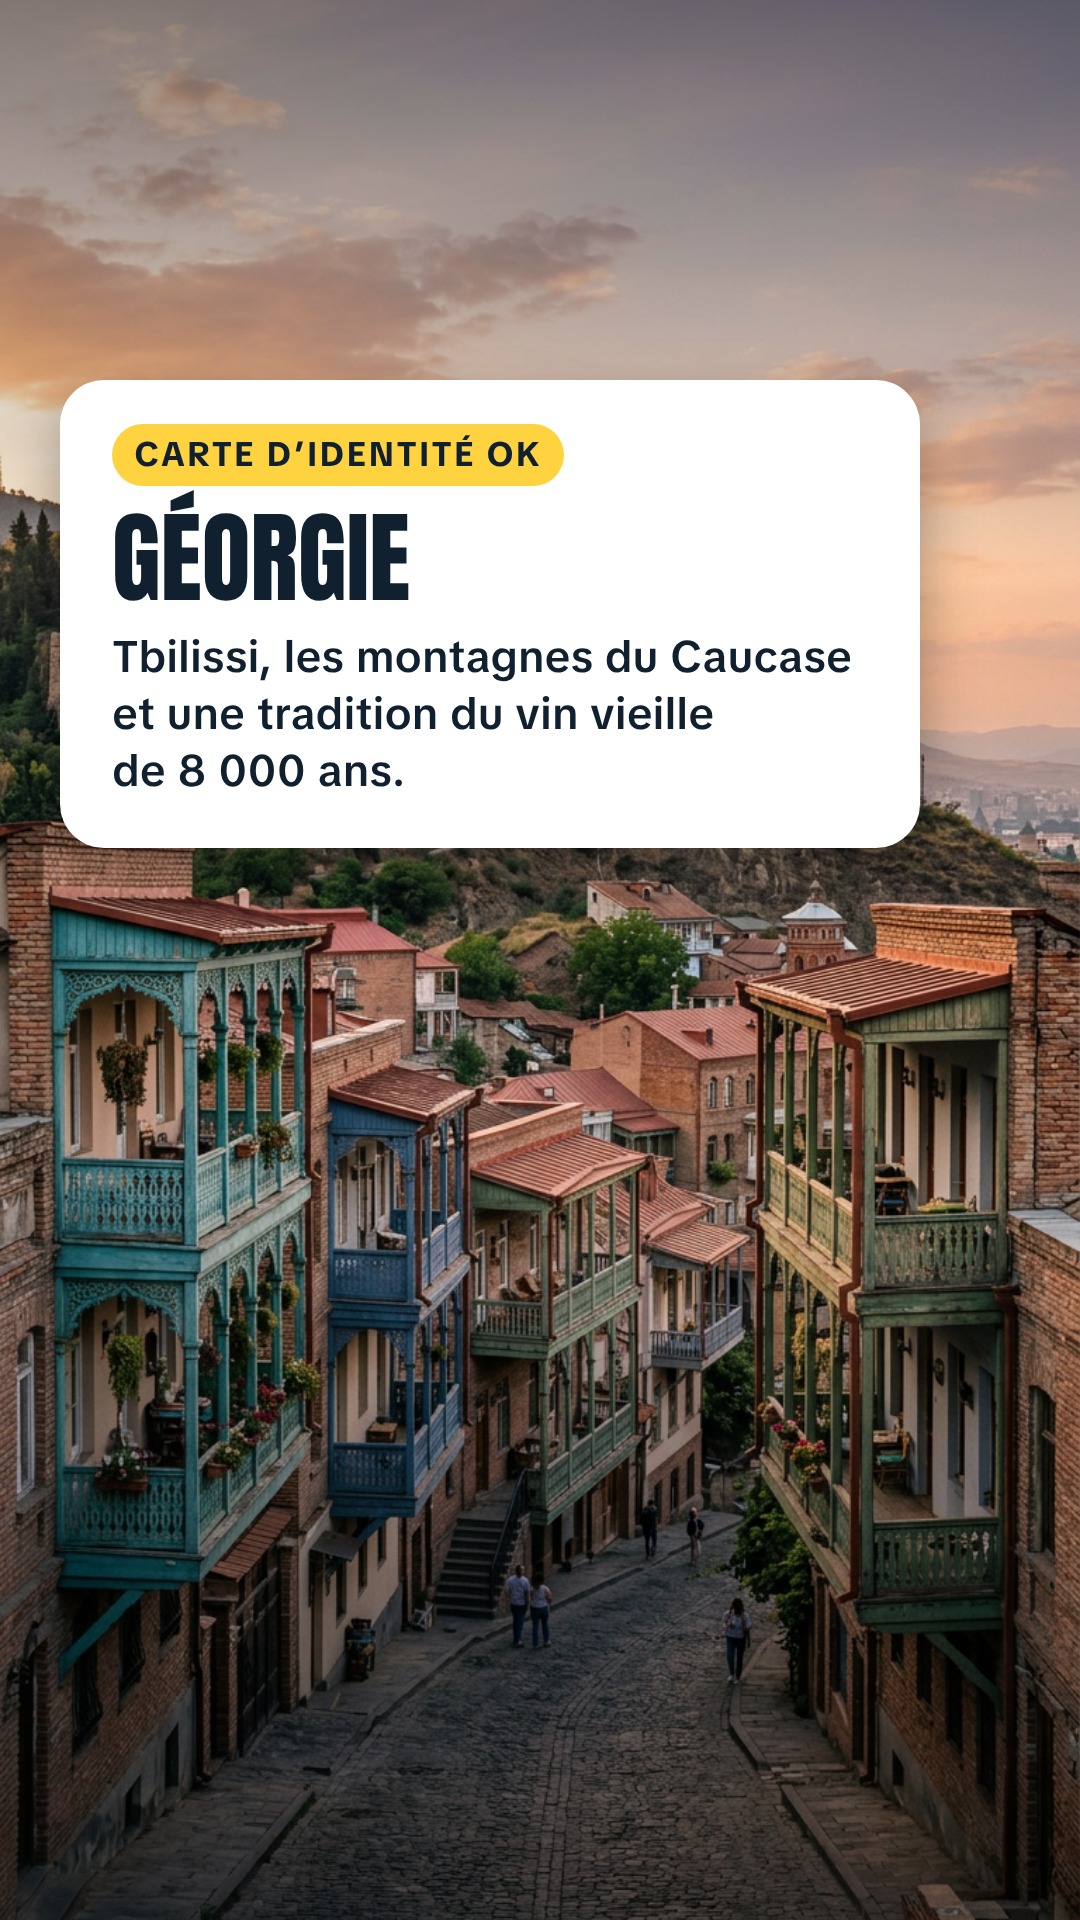 CARTE D’IDENTITÉ OK
GÉORGIE
Tbilissi, les montagnes du Caucase
et une tradition du vin vieille
de 8 000 ans.